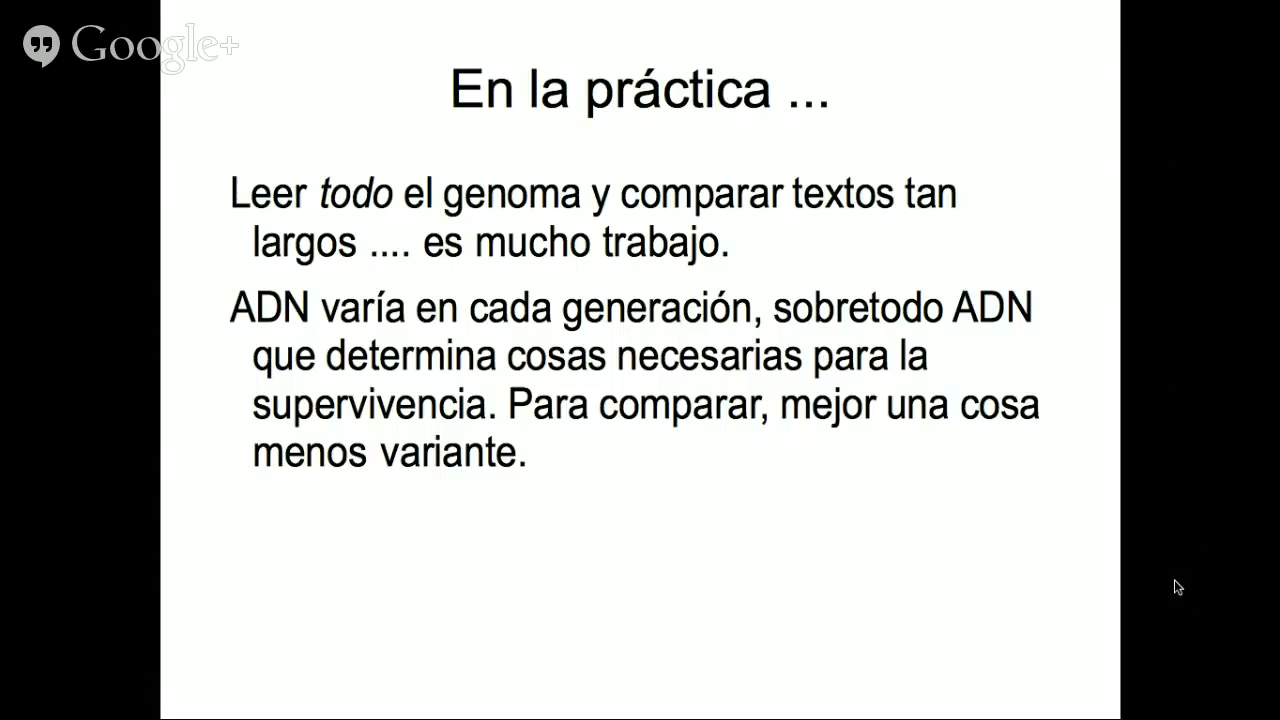 Google+
En la práctica ...
Leer todo el genoma y comparar textos tan
largos .... es mucho trabajo.
ADN varía en cada generación, sobretodo ADN
que determina cosas necesarias para la
supervivencia. Para comparar, mejor una cosa
menos variante.